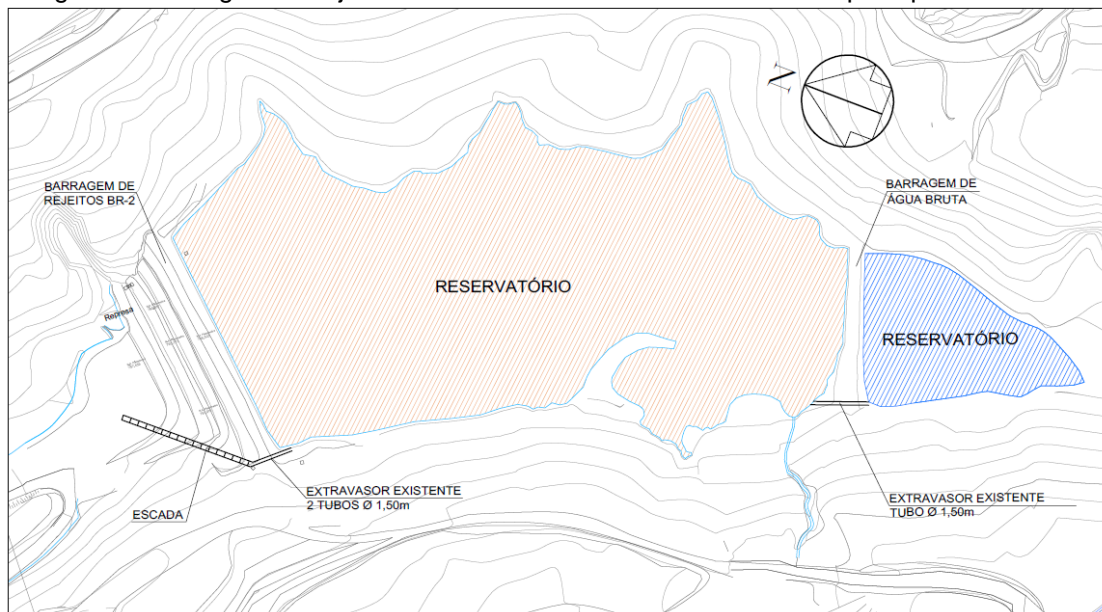 N
BARRAGEM DE
REJEITOS BR-2
BARRAGEM DE
ÁGUA BRUTA
RESERVATÓRIO
Represa
RESERVATÓRIO
EXTRAVASOR EXISTENTE
2 TUBOS Ø 1,50m
EXTRAVASOR EXISTENTE
TUBO Ø 1,50m
ESCADA